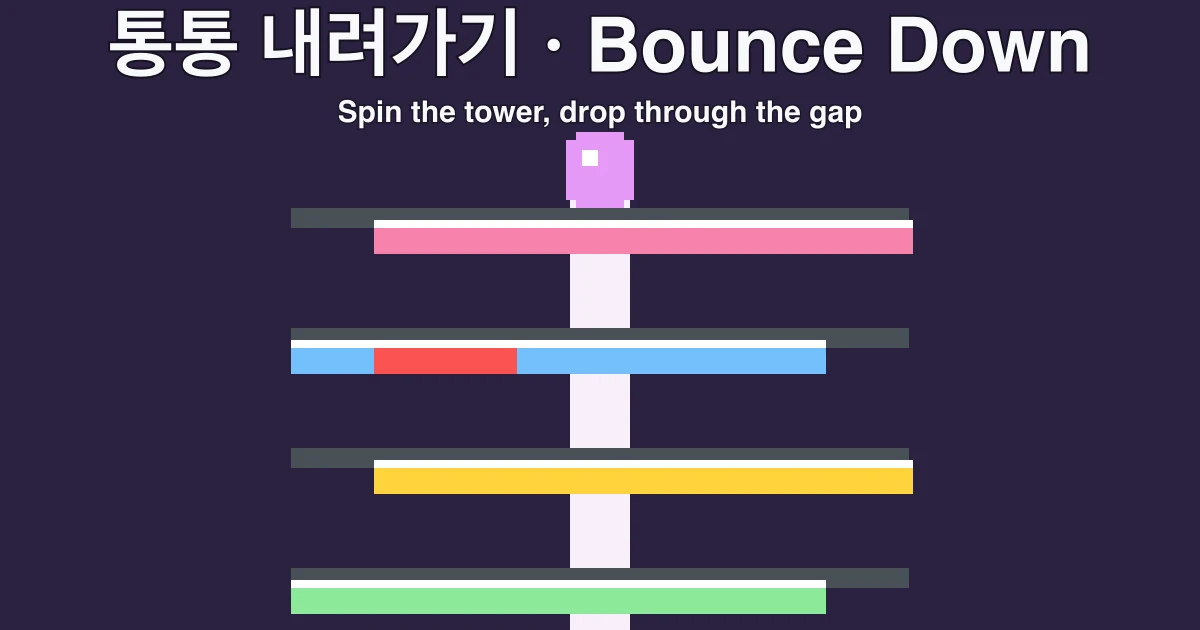 통통 내려가기 · Bounce Down
Spin the tower, drop through the gap